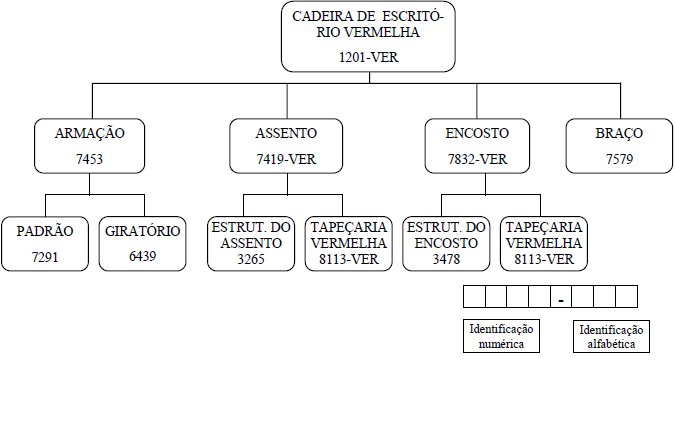 CADEIRA DE ESCRITÓ-
RIO VERMELHA
1201-VER
ARMAÇÃO
7453
ASSENTO
7419-VER
ENCOSTO
7832-VER
BRAÇO
7579
PADRÃO
7291
GIRATÓRIO
6439
ESTRUT. DO
ASSENTO
3265
TAPEÇARIA
VERMELHA
8113-VER
ESTRUT. DO
ENCOSTO
3478
TAPEÇARIA
VERMELHA
8113-VER
-
Identificação
numérica
Identificação
alfabética